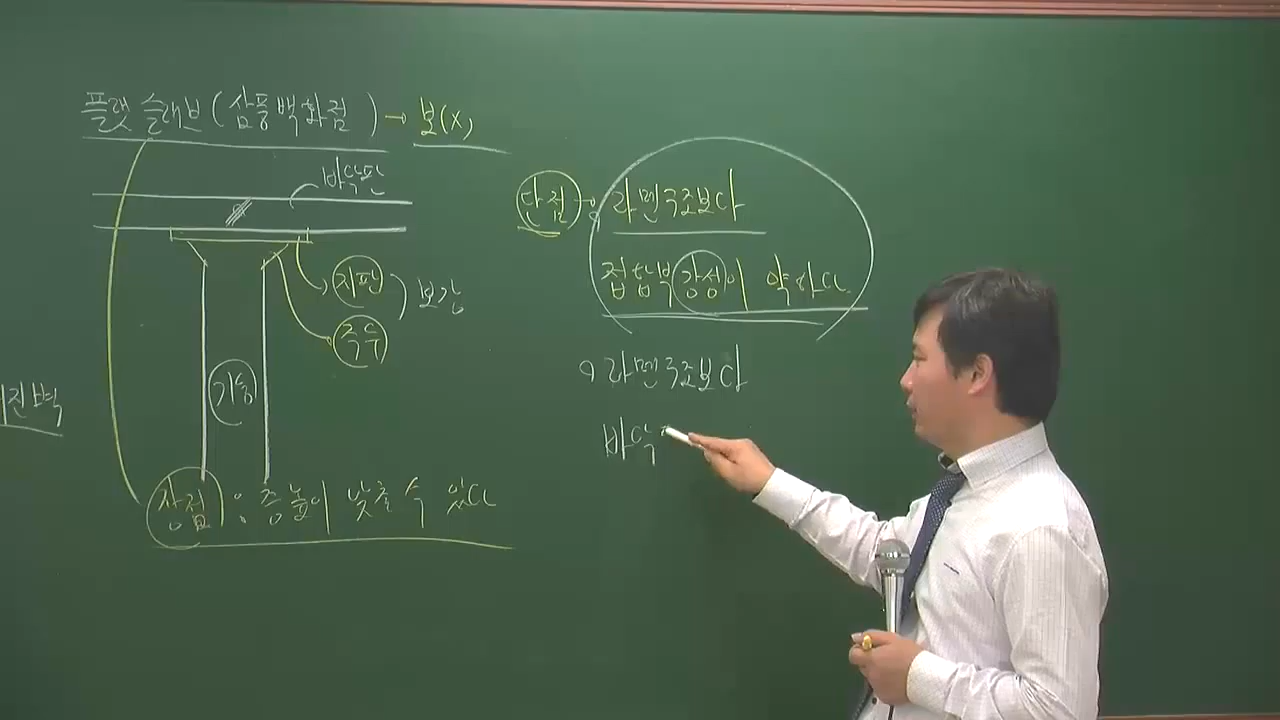 플랫 슬래브 (삼풍백화점) → 보(x)
바닥판
지판
주두
보강
기둥
진벽
장점 : 층높이 낮출 수 있다
단점 : 라멘구조보다
접합부 강성이 약하다.
라멘구조보다
바닥